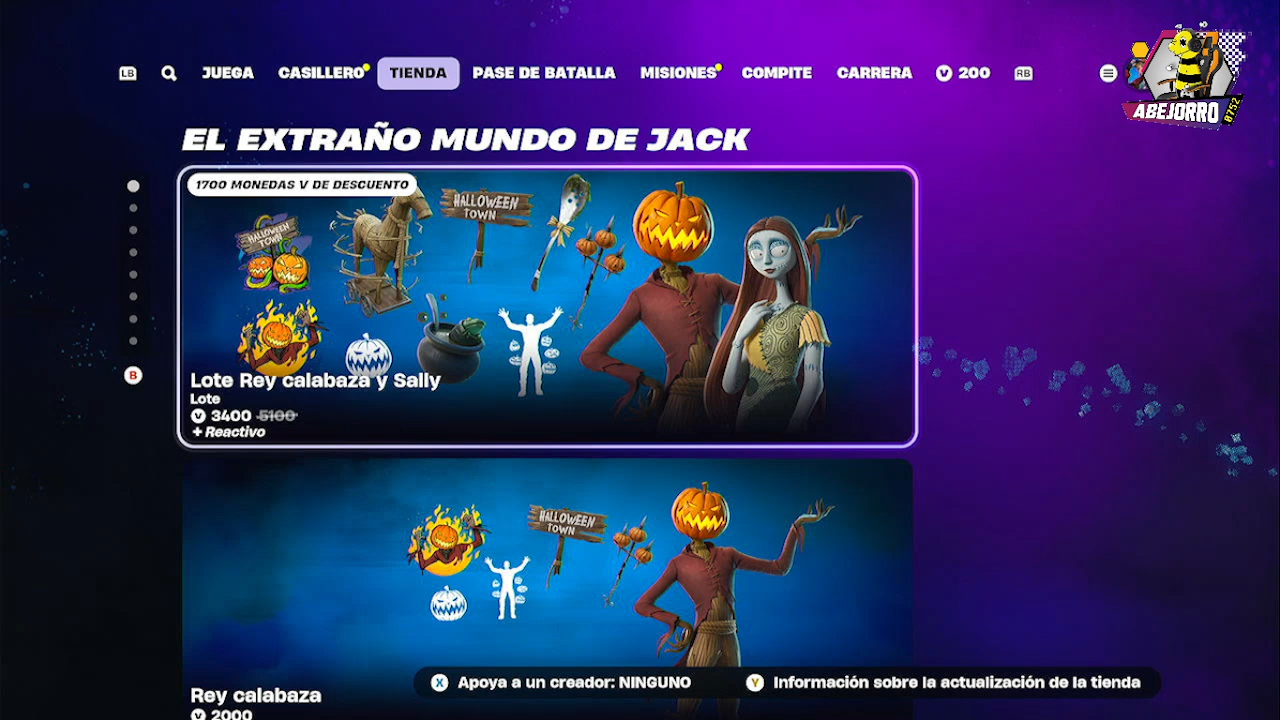 LB JUEGA CASILLERO TIENDA PASE DE BATALLA MISIONES COMPITE CARRERA V 200 RB
ABEJORRO 0752
EL EXTRAÑO MUNDO DE JACK
1700 MONEDAS V DE DESCUENTO
HALLOWEEN
TOWN
HALLOWEEN
TOWN
B
Lote Rey calabaza y Sally
Lote
V 3400 5100
+ Reactivo
HALLOWEEN
TOWN
X Apoya a un creador: NINGUNO
Y Información sobre la actualización de la tienda
Rey calabaza
V 2000